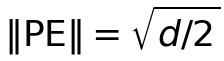 ‖PE‖ = √d/2